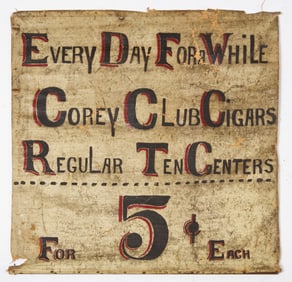 Every Day For a While
Corey Club Cigars
Regular Ten Centers
For 5¢ Each